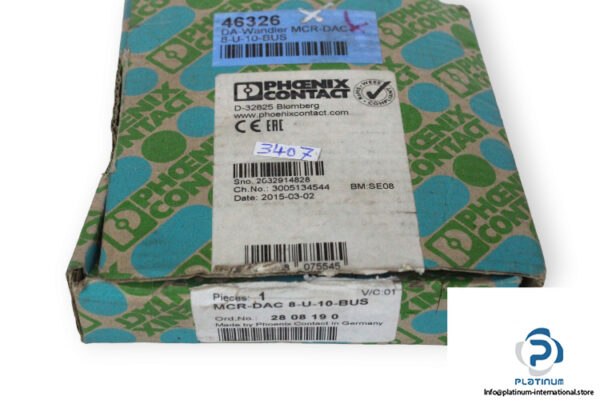 46326
DA-Wandler MCR-DAC
8-U-10-BUS
PHOENIX
CONTACT
D-32825 Blomberg
www.phoenixcontact.com
CE EAC
3407
Sno. 2032914828
Ch.No.: 3005134544 BM:SE08
Date: 2015-03-02
PHOENIX
CONTACT
075545
Pieces: 1 V/C:01
MCR-DAC 8-U-10-BUS
Ord.No.: 28 08 19 0
Made by Phoenix Contact in Germany
PLATINUM
info@platinum-international.store